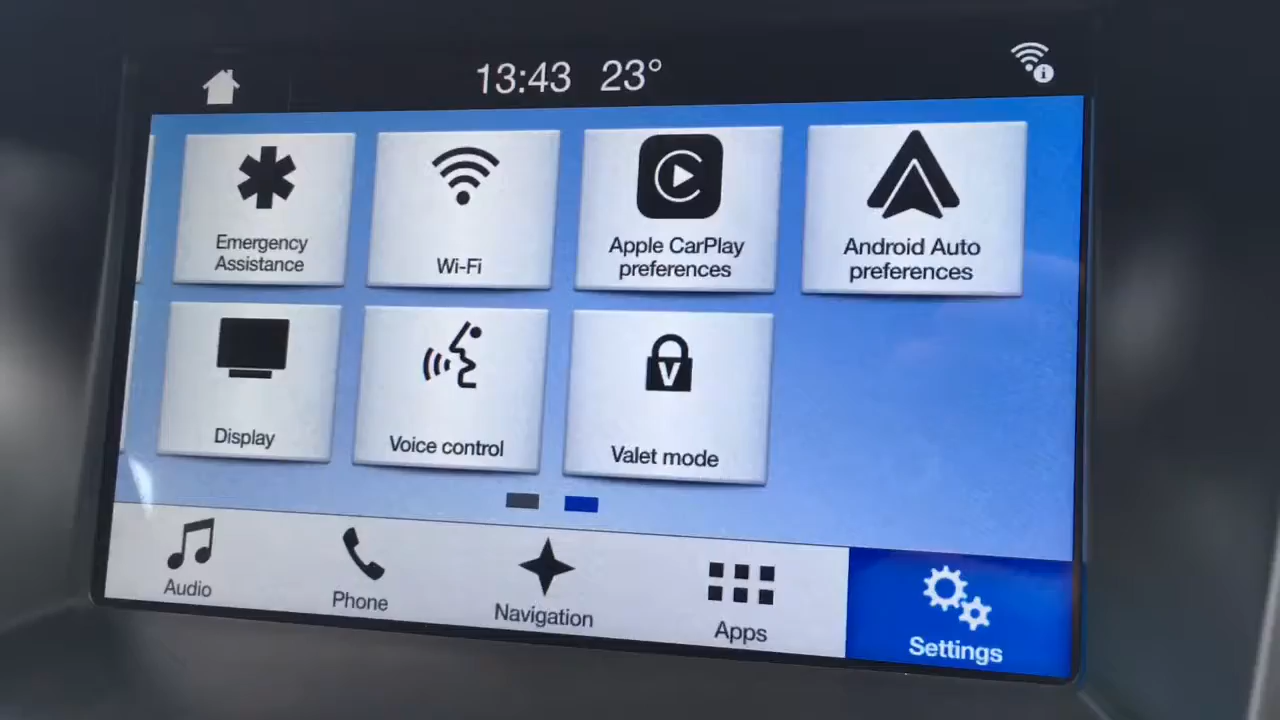 13:43 23°
Emergency
Assistance
Wi-Fi
Apple CarPlay
preferences
Android Auto
preferences
Display
Voice control
V
Valet mode
Audio
Phone
Navigation
Apps
Settings